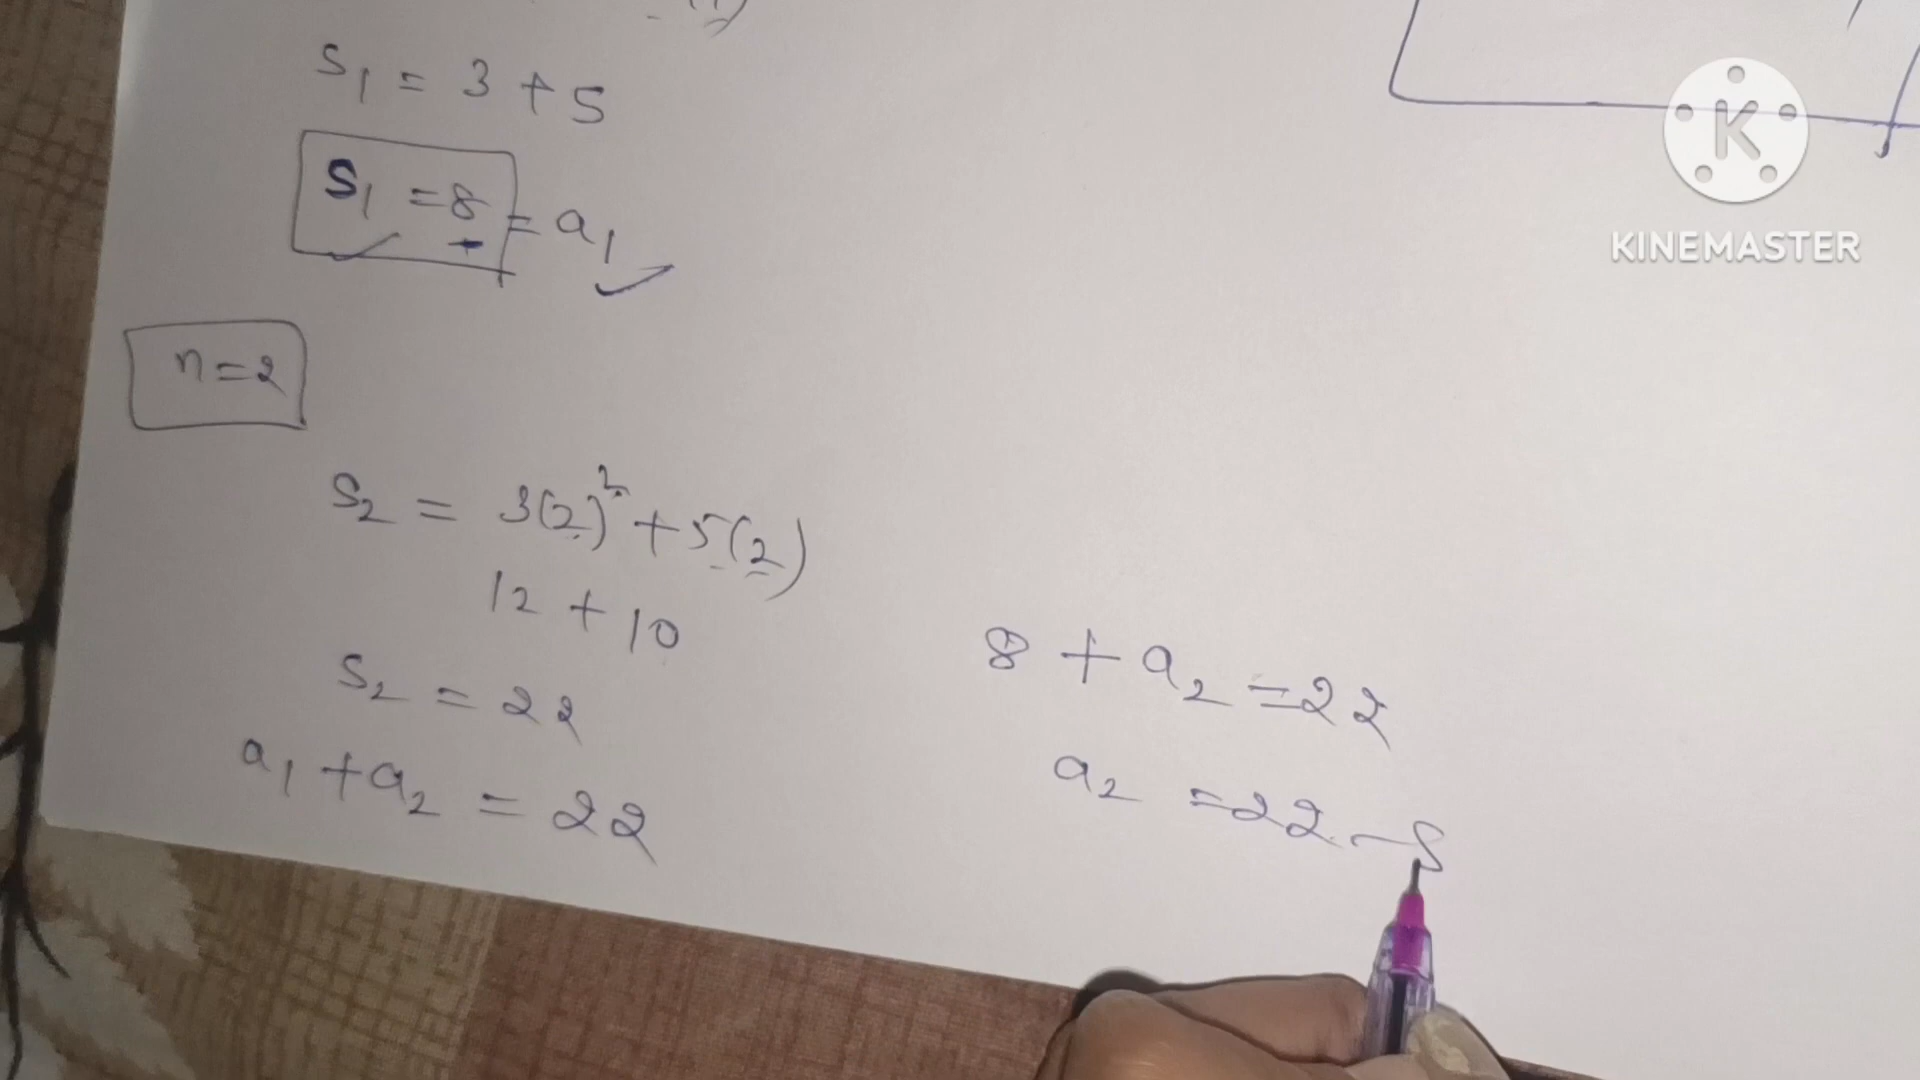 S₁ = 3 + 5
S₁ = 8 = a₁
n = 2
S₂ = 3(2)² + 5(2)
12 + 10
S₂ = 22
a₁ + a₂ = 22
8 + a₂ = 22
a₂ = 22 - 8
K
KINEMASTER